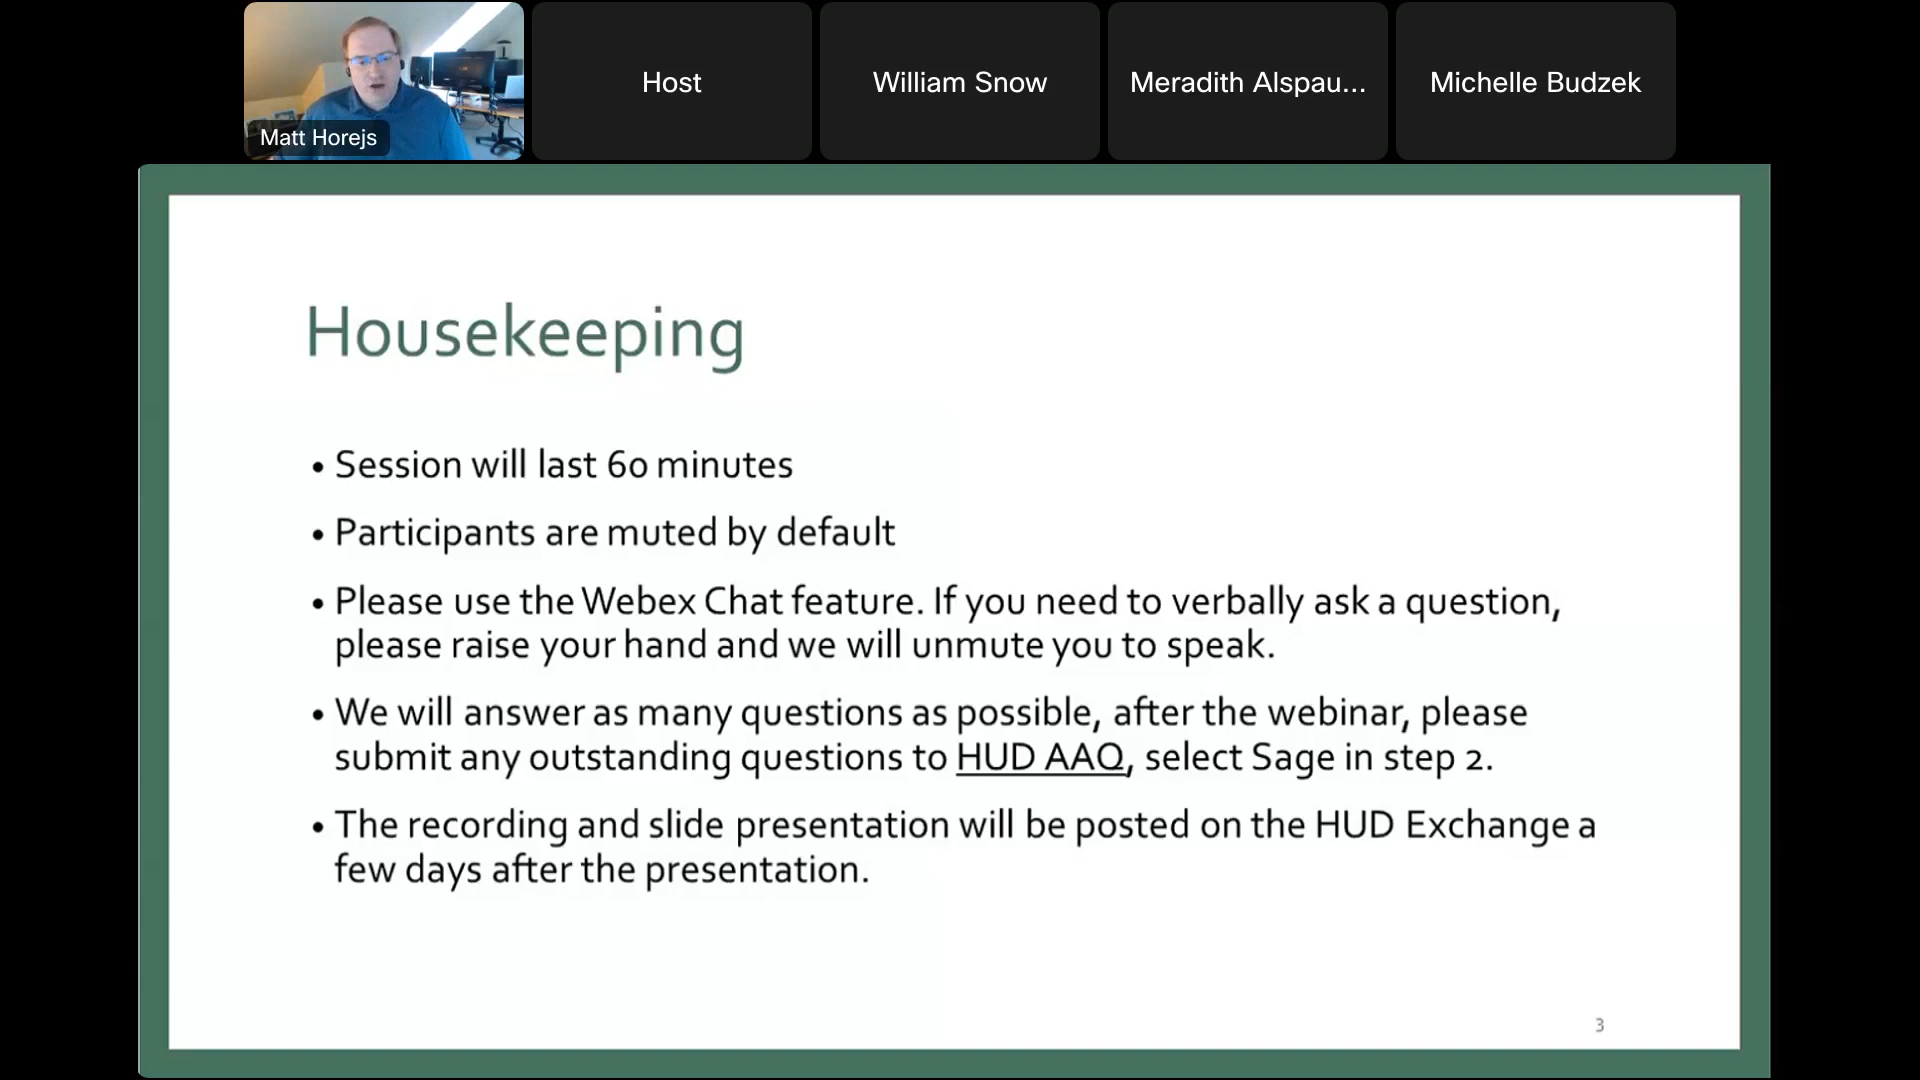 Matt Horejs
Host
William Snow
Meradith Alspau...
Michelle Budzek
Housekeeping
• Session will last 60 minutes
• Participants are muted by default
• Please use the Webex Chat feature. If you need to verbally ask a question,
please raise your hand and we will unmute you to speak.
• We will answer as many questions as possible, after the webinar, please
submit any outstanding questions to HUD AAQ, select Sage in step 2.
• The recording and slide presentation will be posted on the HUD Exchange a
few days after the presentation.
3